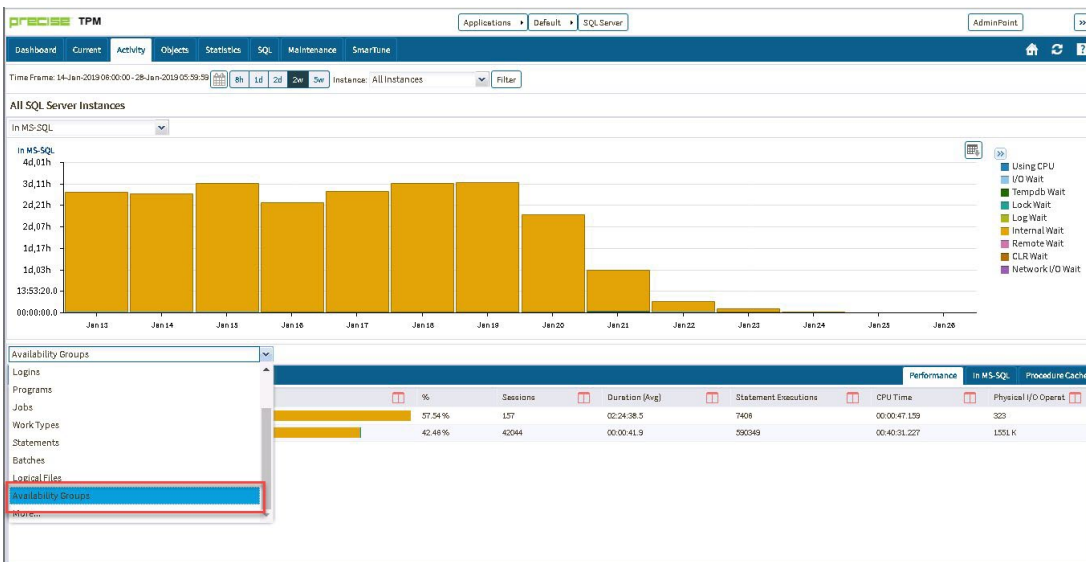 precise TPM
Applications Default SQL Server
AdminPoint
Dashboard Current Activity Objects Statistics SQL Maintenance SmarTune
Time Frame: 14-Jan-2019 06:00:00 - 28-Jan-2019 05:59:59 8h 1d 2d 2w 5w Instance: All Instances Filter
All SQL Server Instances
In MS-SQL
In MS-SQL
4d,01h
3d,11h
2d,21h
2d,07h
1d,17h
1d,03h
13:53:20.0
00:00:00.0
Jan 13 Jan 14 Jan 15 Jan 16 Jan 17 Jan 18 Jan 19 Jan 20 Jan 21 Jan 22 Jan 23 Jan 24 Jan 25 Jan 26
Using CPU
I/O Wait
Tempdb Wait
Lock Wait
Log Wait
Internal Wait
Remote Wait
CLR Wait
Network I/O Wait
Availability Groups
Logins
Programs
Jobs
Work Types
Statements
Batches
Logical Files
Availability Groups
More...
Performance In MS-SQL Procedure Cache
% Sessions Duration (Avg) Statement Executions CPU Time Physical I/O Operat
57.54 % 157 02:24:38.5 7406 00:00:47.159 323
42.46 % 42044 00:00:41.9 590349 00:40:31.227 1551 K